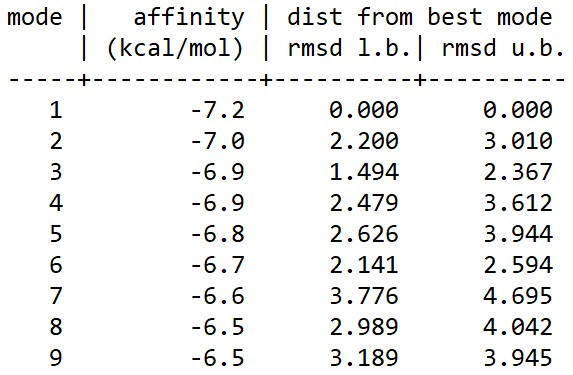 mode |   affinity | dist from best mode
     | (kcal/mol) | rmsd l.b.| rmsd u.b.
-----+------------+----------+----------
   1         -7.2      0.000      0.000
   2         -7.0      2.200      3.010
   3         -6.9      1.494      2.367
   4         -6.9      2.479      3.612
   5         -6.8      2.626      3.944
   6         -6.7      2.141      2.594
   7         -6.6      3.776      4.695
   8         -6.5      2.989      4.042
   9         -6.5      3.189      3.945